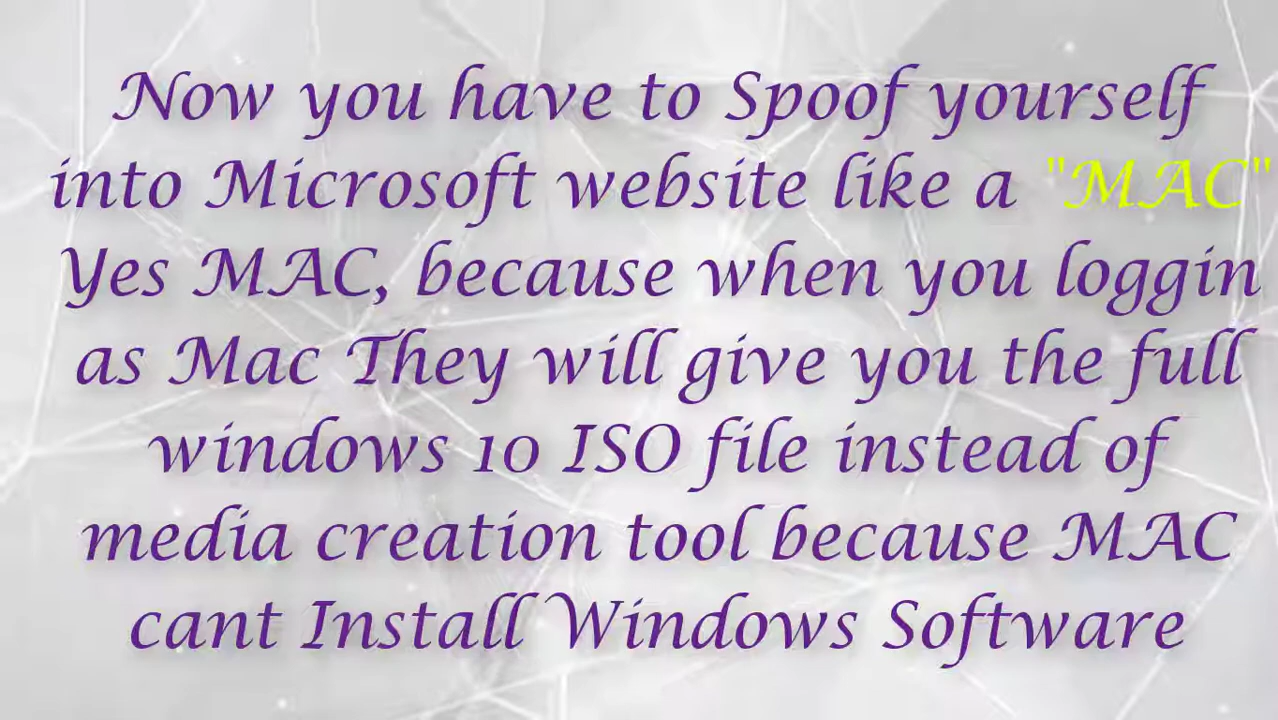 Now you have to Spoof yourself
into Microsoft website like a "MAC"
Yes MAC, because when you loggin
as Mac They will give you the full
windows 10 ISO file instead of
media creation tool because MAC
cant Install Windows Software